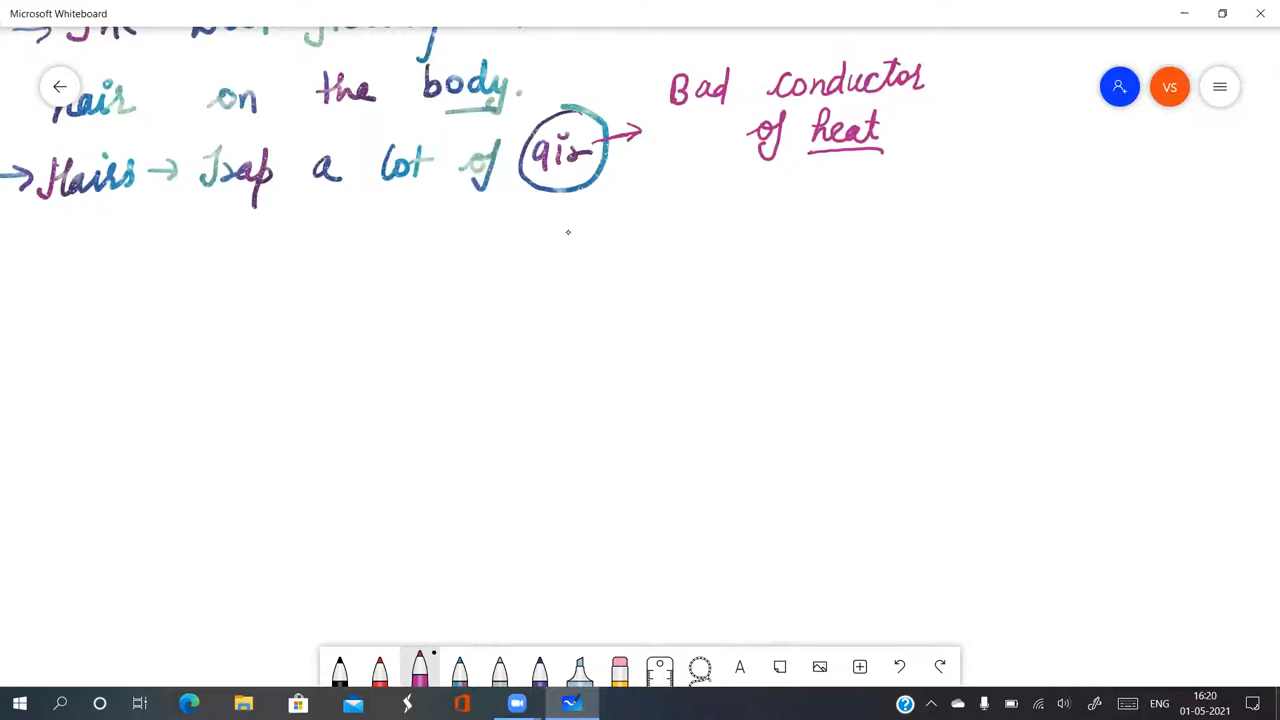 Microsoft Whiteboard
Hair on the body.
→ Hairs → Trap a lot of air →
Bad conductor
of heat
VS
A
ENG
16:20
01-05-2021